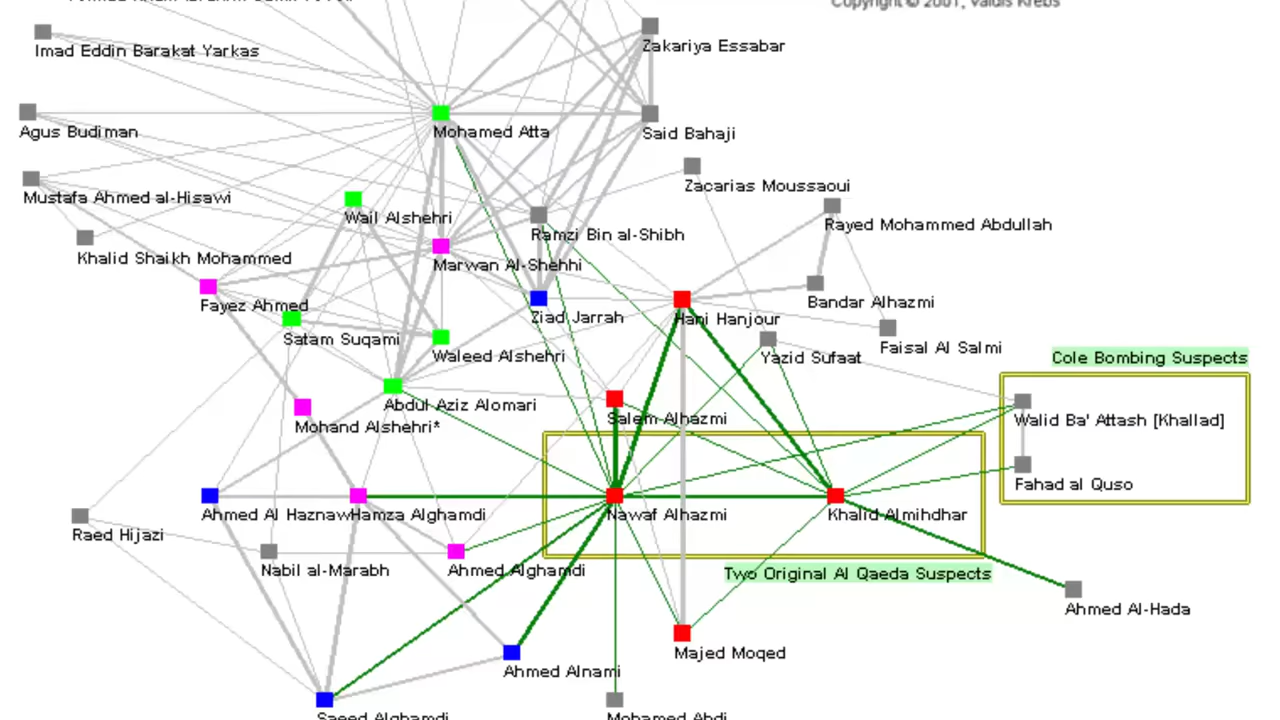 Copyright © 2001, Valdis Krebs
Zakariya Essabar
Imad Eddin Barakat Yarkas
Agus Budiman
Mohamed Atta
Said Bahaji
Zacarias Moussaoui
Mustafa Ahmed al-Hisawi
Wail Alshehri
Rayed Mohammed Abdullah
Ramzi Bin al-Shibh
Khalid Shaikh Mohammed
Marwan Al-Shehhi
Fayez Ahmed
Bandar Alhazmi
Ziad Jarrah
Hani Hanjour
Satam Suqami
Faisal Al Salmi
Waleed Alshehri
Yazid Sufaat
Cole Bombing Suspects
Abdul Aziz Alomari
Salem Alhazmi
Walid Ba' Attash [Khallad]
Mohand Alshehri*
Fahad al Quso
Ahmed Al Haznawi
Hamza Alghamdi
Nawaf Alhazmi
Khalid Almihdhar
Raed Hijazi
Nabil al-Marabh
Ahmed Alghamdi
Two Original Al Qaeda Suspects
Ahmed Al-Hada
Majed Moqed
Ahmed Alnami
Saeed Alghamdi
Mohamed Abdi